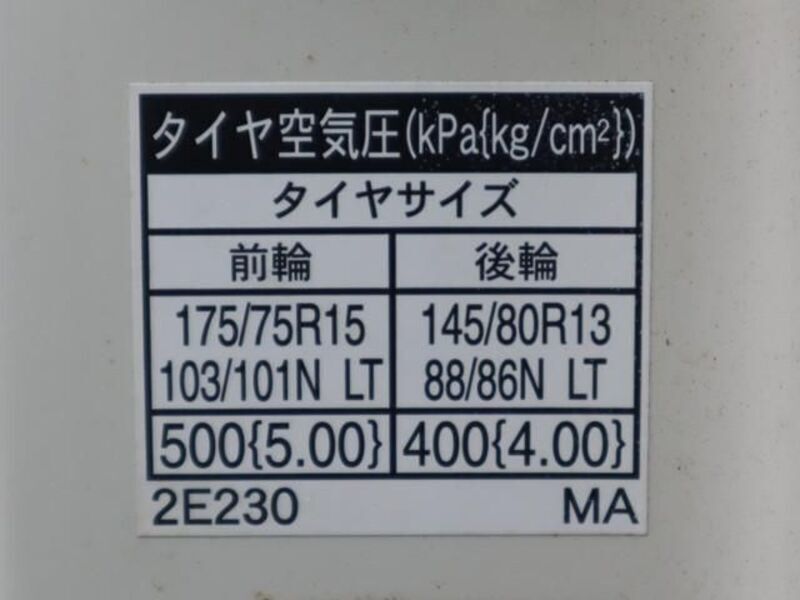 タイヤ空気圧(kPa{kg/cm²})
タイヤサイズ
前輪 後輪
175/75R15 145/80R13
103/101N LT 88/86N LT
500{5.00} 400{4.00}
2E230 MA